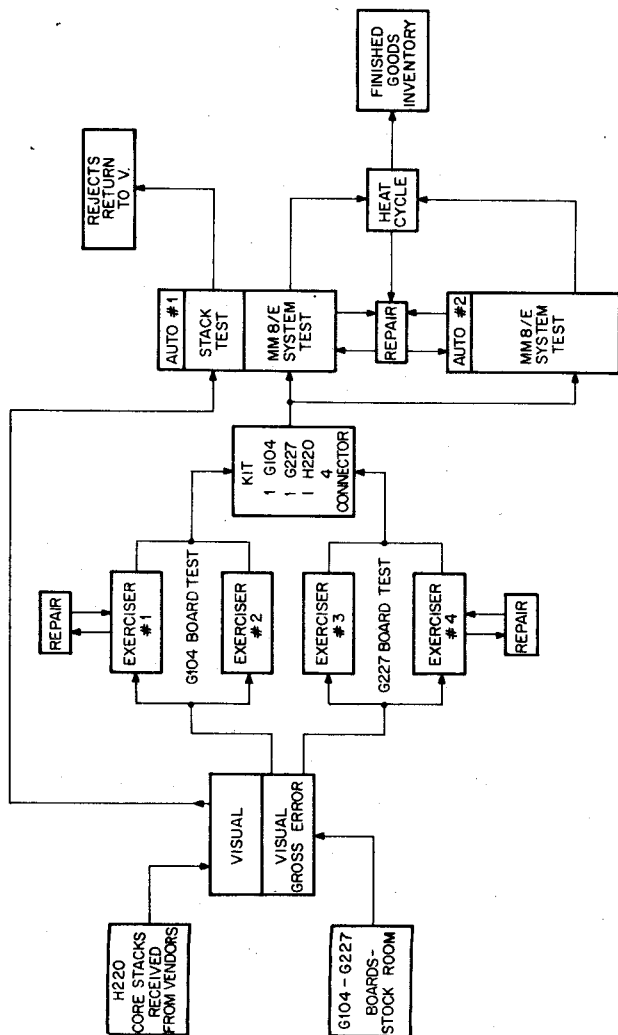 H220
CORE STACKS
RECEIVED
FROM VENDORS
G104-G227
BOARDS-
STOCK ROOM
VISUAL
VISUAL
GROSS ERROR
REPAIR
EXERCISER
#1
G104 BOARD TEST
EXERCISER
#2
EXERCISER
#3
G227 BOARD TEST
EXERCISER
#4
REPAIR
KIT
1 G104
1 G227
1 H220
4
CONNECTOR
AUTO #1
STACK
TEST
MM8/E
SYSTEM
TEST
REPAIR
AUTO #2
MM8/E
SYSTEM
TEST
REJECTS
RETURN
TO V.
HEAT
CYCLE
FINISHED
GOODS
INVENTORY